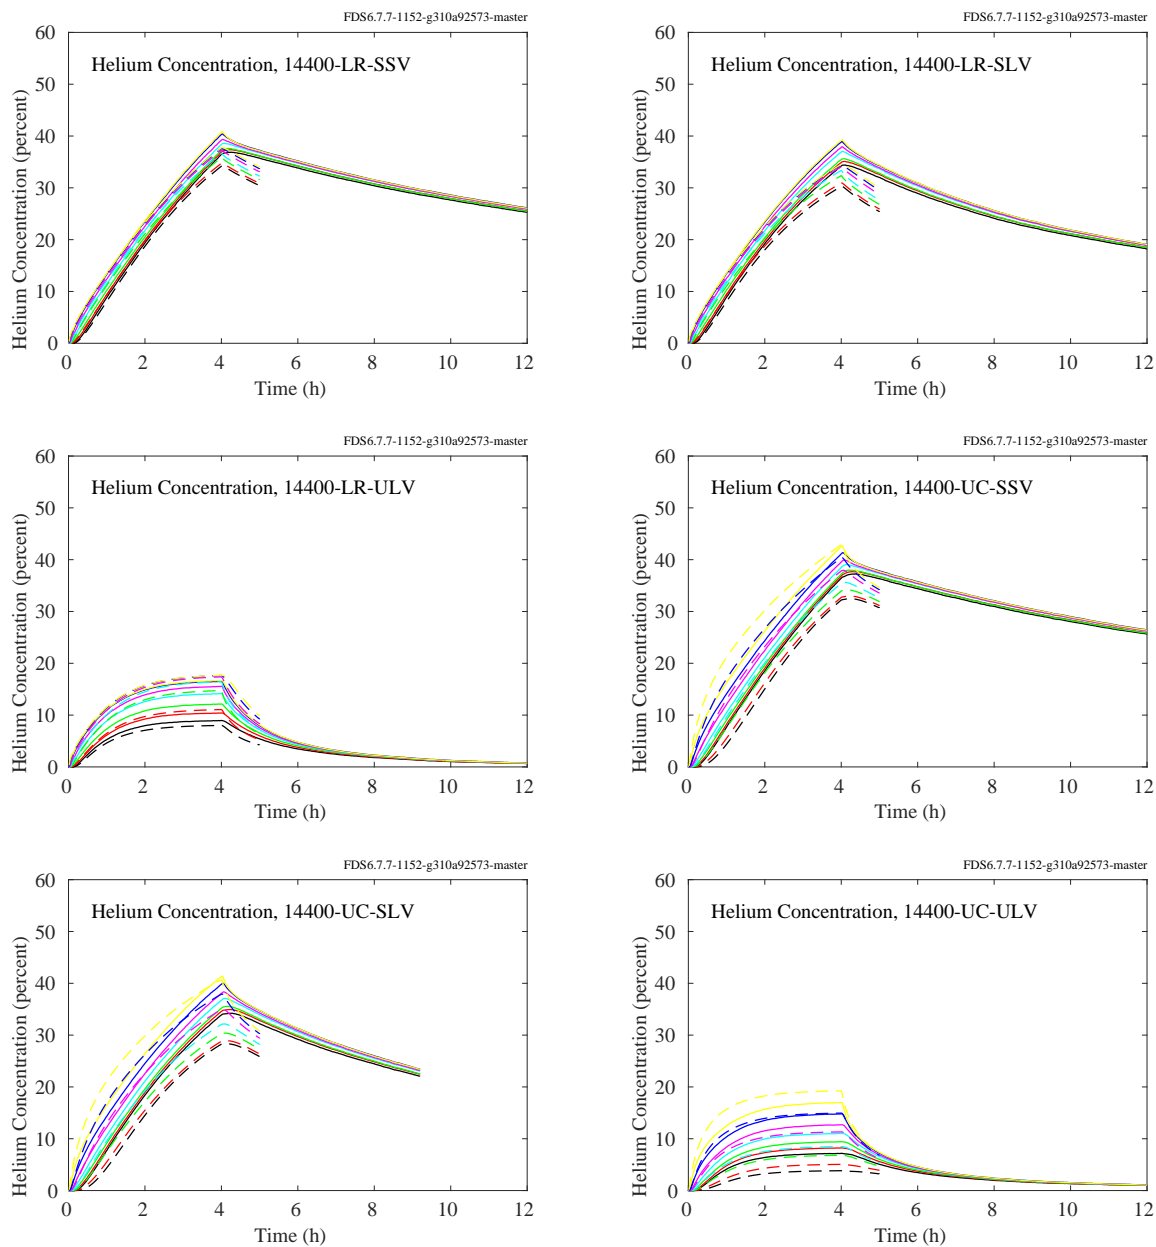 FDS6.7.7-1152-g310a92573-master
Helium Concentration, 14400-LR-SSV
Helium Concentration (percent)
60
50
40
30
20
10
0
0 2 4 6 8 10 12
Time (h)
FDS6.7.7-1152-g310a92573-master
Helium Concentration, 14400-LR-SLV
Helium Concentration (percent)
60
50
40
30
20
10
0
0 2 4 6 8 10 12
Time (h)
FDS6.7.7-1152-g310a92573-master
Helium Concentration, 14400-LR-ULV
Helium Concentration (percent)
60
50
40
30
20
10
0
0 2 4 6 8 10 12
Time (h)
FDS6.7.7-1152-g310a92573-master
Helium Concentration, 14400-UC-SSV
Helium Concentration (percent)
60
50
40
30
20
10
0
0 2 4 6 8 10 12
Time (h)
FDS6.7.7-1152-g310a92573-master
Helium Concentration, 14400-UC-SLV
Helium Concentration (percent)
60
50
40
30
20
10
0
0 2 4 6 8 10 12
Time (h)
FDS6.7.7-1152-g310a92573-master
Helium Concentration, 14400-UC-ULV
Helium Concentration (percent)
60
50
40
30
20
10
0
0 2 4 6 8 10 12
Time (h)